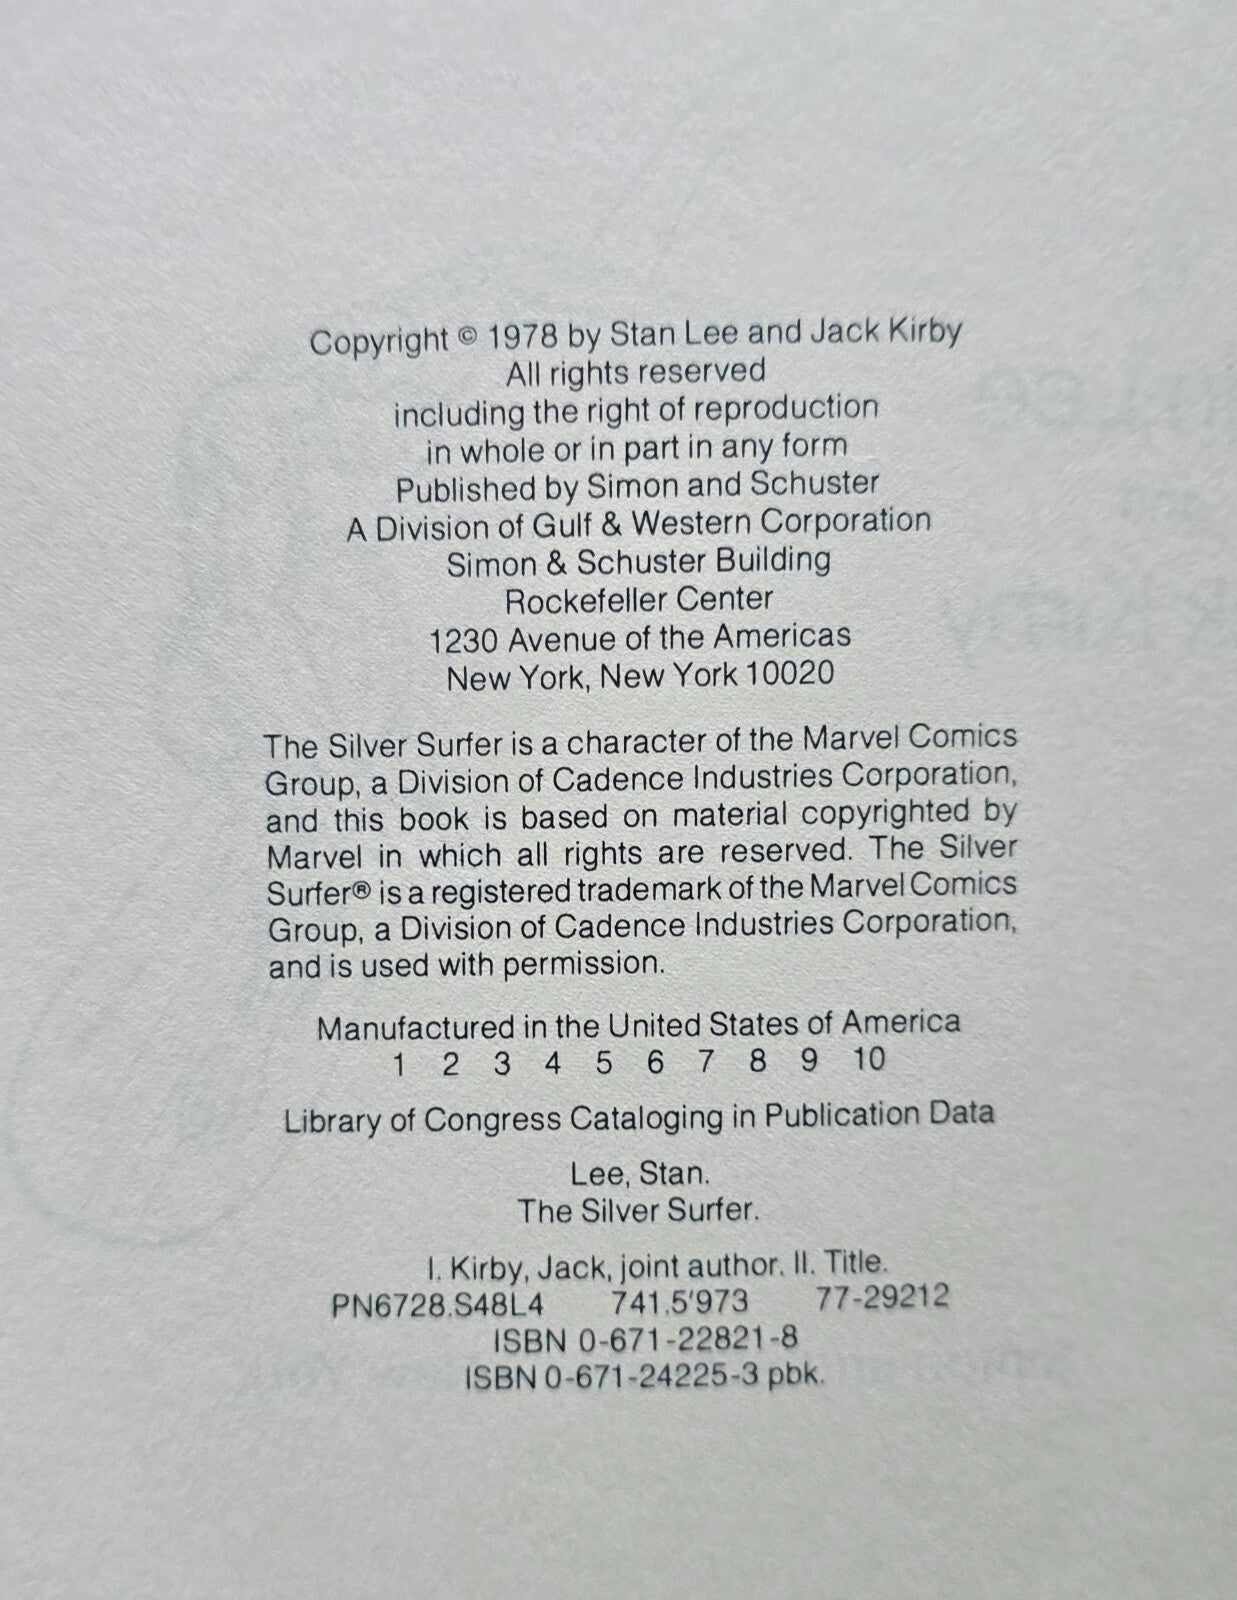 Copyright © 1978 by Stan Lee and Jack Kirby
All rights reserved
including the right of reproduction
in whole or in part in any form
Published by Simon and Schuster
A Division of Gulf & Western Corporation
Simon & Schuster Building
Rockefeller Center
1230 Avenue of the Americas
New York, New York 10020
The Silver Surfer is a character of the Marvel Comics
Group, a Division of Cadence Industries Corporation,
and this book is based on material copyrighted by
Marvel in which all rights are reserved. The Silver
Surfer® is a registered trademark of the Marvel Comics
Group, a Division of Cadence Industries Corporation,
and is used with permission.
Manufactured in the United States of America
1 2 3 4 5 6 7 8 9 10
Library of Congress Cataloging in Publication Data
Lee, Stan.
The Silver Surfer.
I. Kirby, Jack, joint author. II. Title.
PN6728.S48L4 741.5'973 77-29212
ISBN 0-671-22821-8
ISBN 0-671-24225-3 pbk.